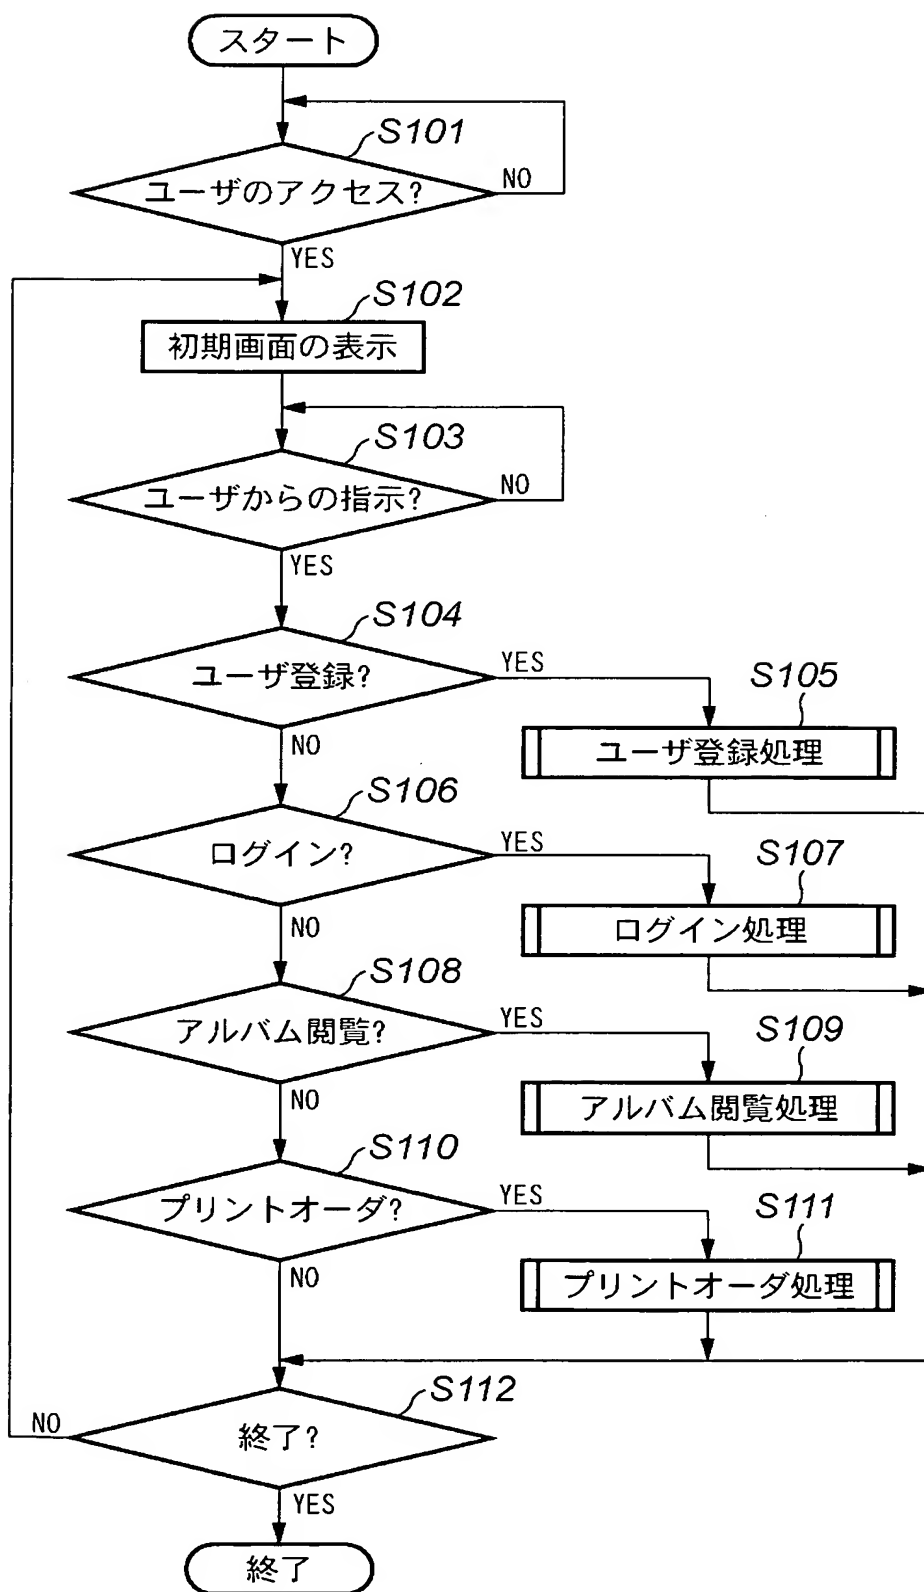 スタート
S101
ユーザのアクセス?
NO
YES
S102
初期画面の表示
S103
ユーザからの指示?
NO
YES
S104
ユーザ登録?
YES
S105
ユーザ登録処理
NO
S106
ログイン?
YES
S107
ログイン処理
NO
S108
アルバム閲覧?
YES
S109
アルバム閲覧処理
NO
S110
プリントオーダ?
YES
S111
プリントオーダ処理
NO
S112
終了?
NO
YES
終了